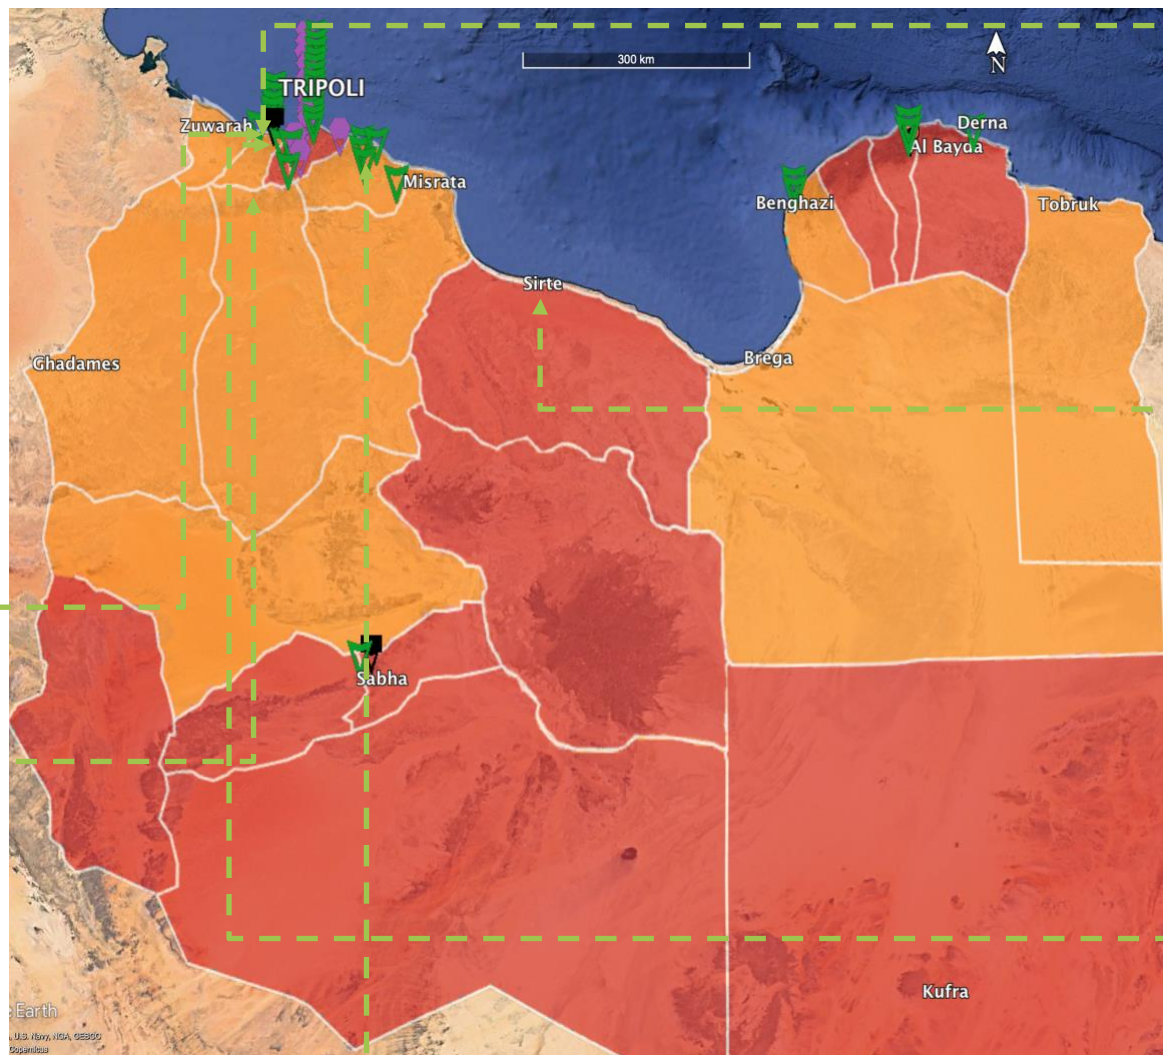 300 km
N
TRIPOLI
Zuwarah
Derna
Al Bayda
Misrata
Benghazi
Tobruk
Sirte
Brega
Ghadames
Sabha
Kufra
Earth
U.S. Navy, NGA, GEBCO
Copernicus